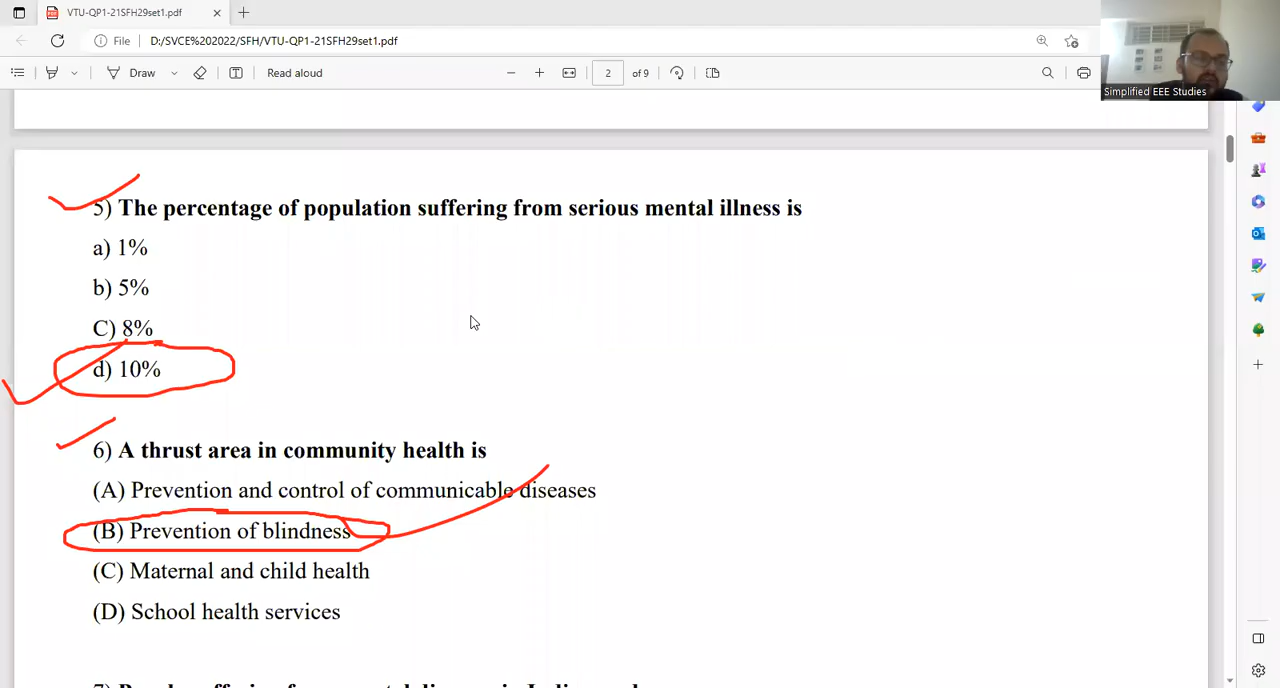 VTU-QP1-21SFH29set1.pdf
File D:/SVCE%202022/SFH/VTU-QP1-21SFH29set1.pdf
Draw Read aloud 2 of 9
Simplified EEE Studies
5) The percentage of population suffering from serious mental illness is
a) 1%
b) 5%
C) 8%
d) 10%
6) A thrust area in community health is
(A) Prevention and control of communicable diseases
(B) Prevention of blindness
(C) Maternal and child health
(D) School health services